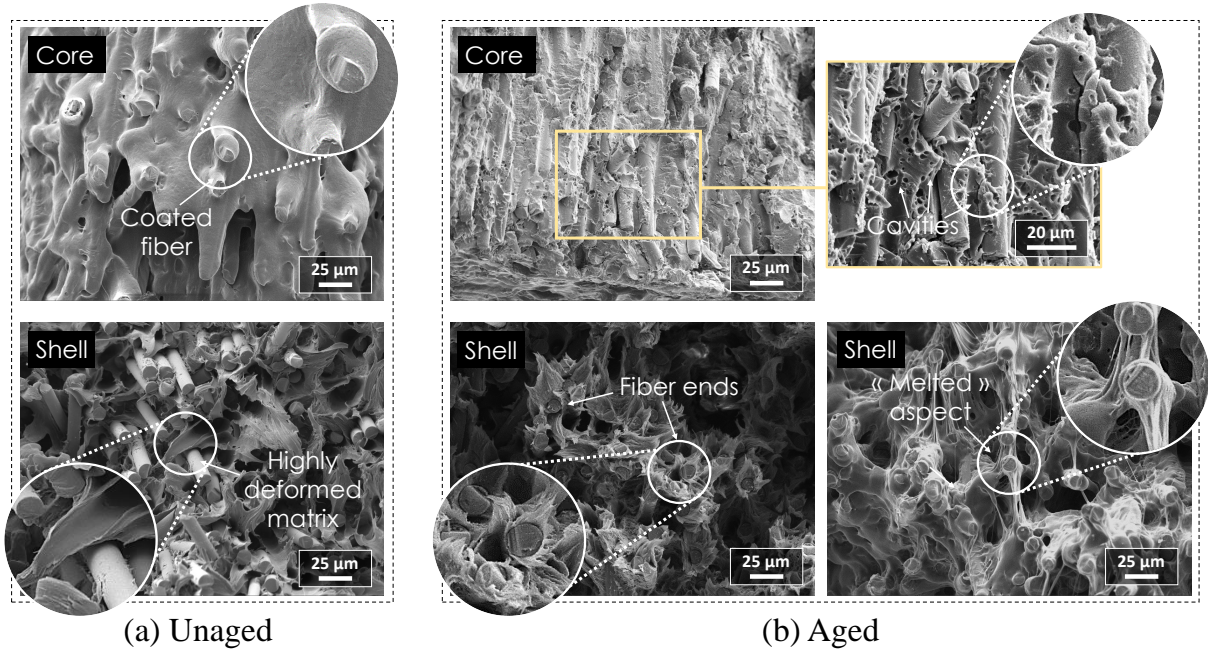 Core
Coated
fiber
25 µm
Shell
Highly
deformed
matrix
25 µm
(a) Unaged
Core
25 µm
Cavities
20 µm
Shell
Fiber ends
25 µm
Shell
« Melted »
aspect
25 µm
(b) Aged